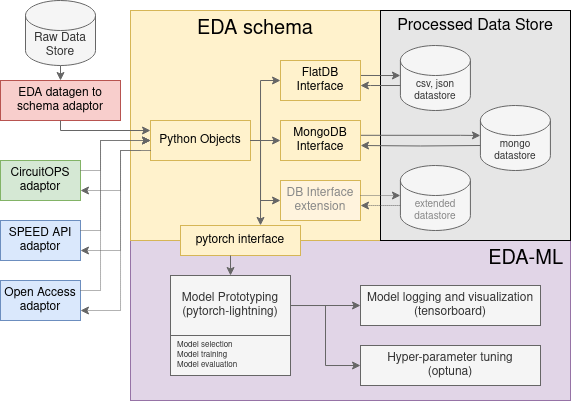 Raw Data
Store
EDA schema
Processed Data Store
EDA datagen to
schema adaptor
FlatDB
Interface
csv, json
datastore
Python Objects
MongoDB
Interface
mongo
datastore
CircuitOPS
adaptor
DB Interface
extension
extended
datastore
SPEED API
adaptor
pytorch interface
EDA-ML
Open Access
adaptor
Model Prototyping
(pytorch-lightning)
Model selection
Model training
Model evaluation
Model logging and visualization
(tensorboard)
Hyper-parameter tuning
(optuna)